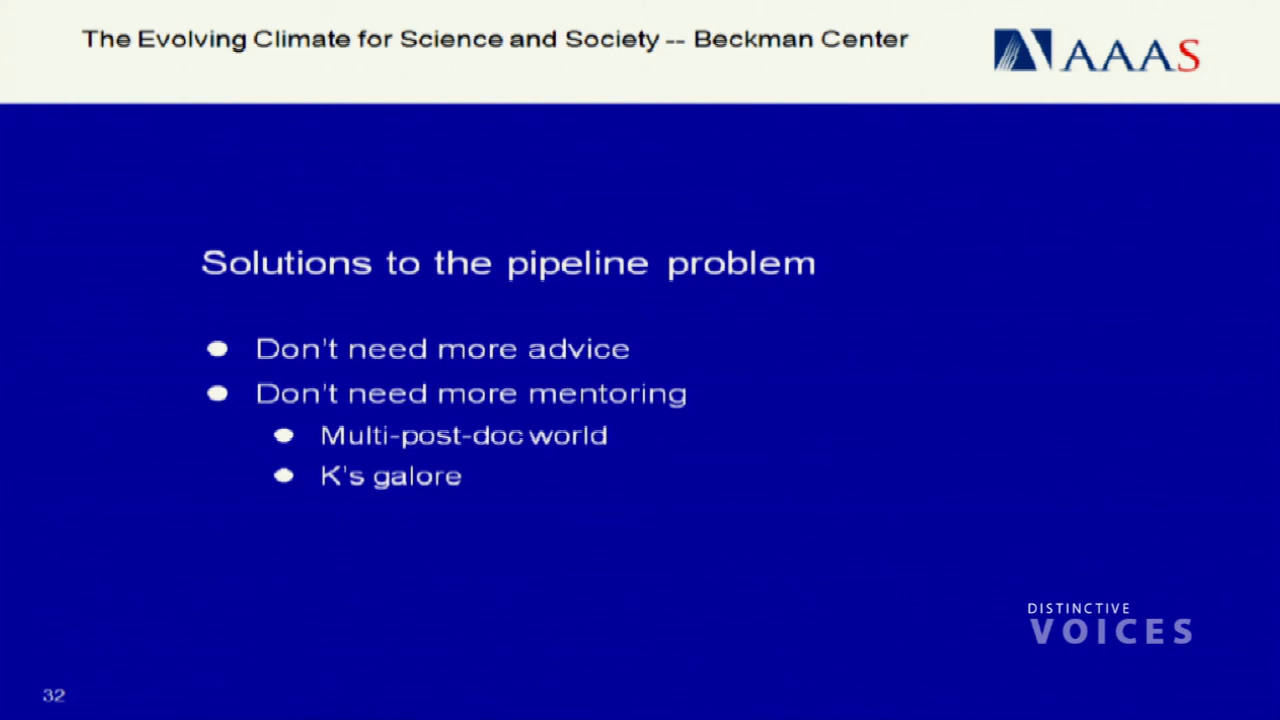 The Evolving Climate for Science and Society -- Beckman Center
AAAS
Solutions to the pipeline problem
Don't need more advice
Don't need more mentoring
Multi-post-doc world
K's galore
DISTINCTIVE
VOICES
32